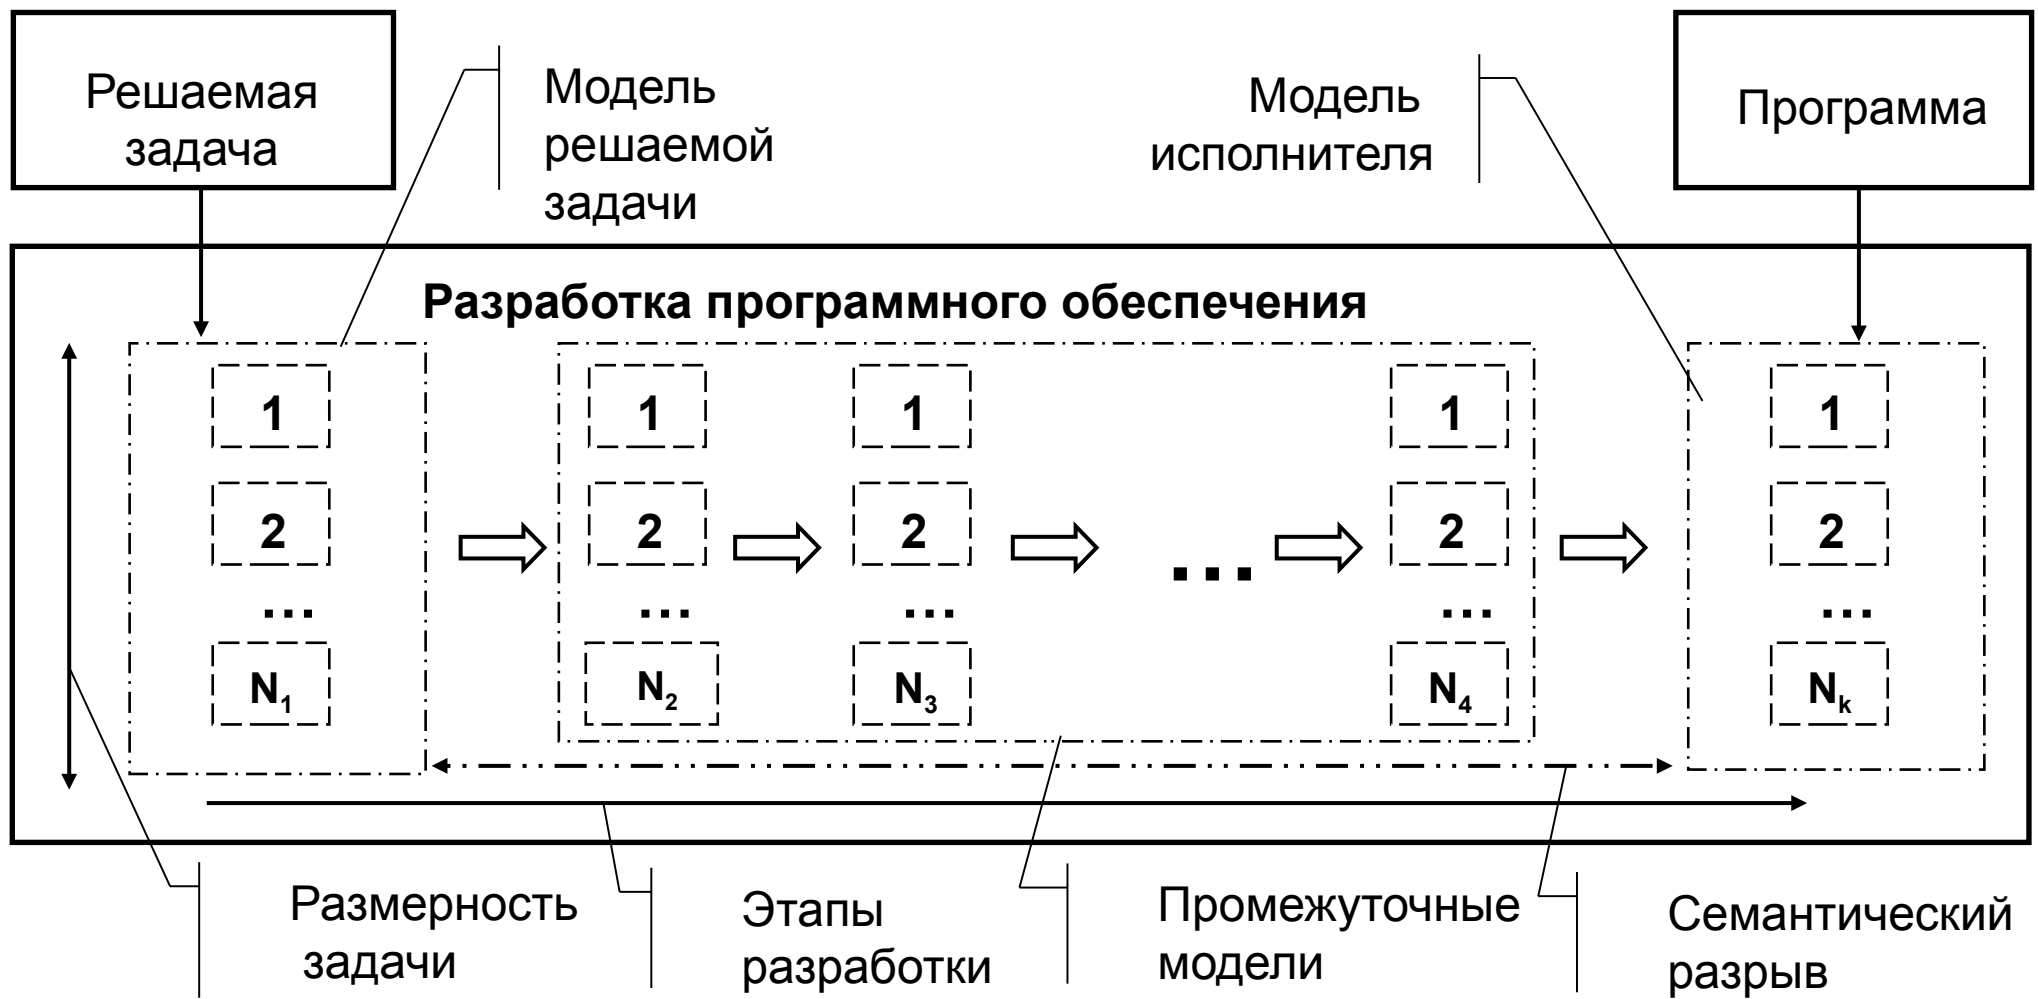 Решаемая
задача
Модель
решаемой
задачи
Модель
исполнителя
Программа
Разработка программного обеспечения
1 1 1 1 1
2 2 2 2 2
...
... ... ... ... ...
N1 N2 N3 N4 Nk
Размерность
задачи
Этапы
разработки
Промежуточные
модели
Семантический
разрыв